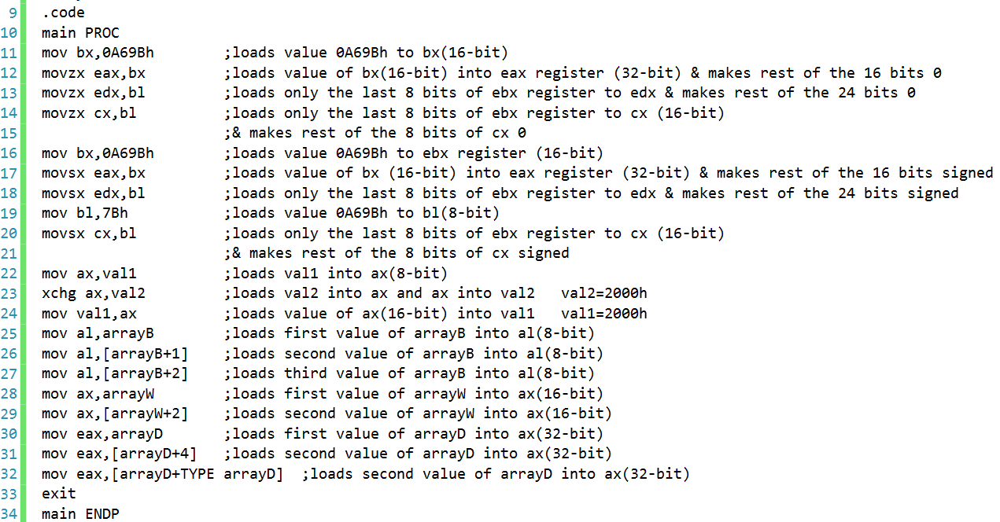 9 .code
10 main PROC
11 mov bx,0A69Bh ;loads value 0A69Bh to bx(16-bit)
12 movzx eax,bx ;loads value of bx(16-bit) into eax register (32-bit) & makes rest of the 16 bits 0
13 movzx edx,bl ;loads only the last 8 bits of ebx register to edx & makes rest of the 24 bits 0
14 movzx cx,bl ;loads only the last 8 bits of ebx register to cx (16-bit)
15 ;& makes rest of the 8 bits of cx 0
16 mov bx,0A69Bh ;loads value 0A69Bh to ebx register (16-bit)
17 movsx eax,bx ;loads value of bx (16-bit) into eax register (32-bit) & makes rest of the 16 bits signed
18 movsx edx,bl ;loads only the last 8 bits of ebx register to edx & makes rest of the 24 bits signed
19 mov bl,7Bh ;loads value 0A69Bh to bl(8-bit)
20 movsx cx,bl ;loads only the last 8 bits of ebx register to cx (16-bit)
21 ;& makes rest of the 8 bits of cx signed
22 mov ax,val1 ;loads val1 into ax(8-bit)
23 xchg ax,val2 ;loads val2 into ax and ax into val2 val2=2000h
24 mov val1,ax ;loads value of ax(16-bit) into val1 val1=2000h
25 mov al,arrayB ;loads first value of arrayB into al(8-bit)
26 mov al,[arrayB+1] ;loads second value of arrayB into al(8-bit)
27 mov al,[arrayB+2] ;loads third value of arrayB into al(8-bit)
28 mov ax,arrayW ;loads first value of arrayW into ax(16-bit)
29 mov ax,[arrayW+2] ;loads second value of arrayW into ax(16-bit)
30 mov eax,arrayD ;loads first value of arrayD into ax(32-bit)
31 mov eax,[arrayD+4] ;loads second value of arrayD into ax(32-bit)
32 mov eax,[arrayD+TYPE arrayD] ;loads second value of arrayD into ax(32-bit)
33 exit
34 main ENDP